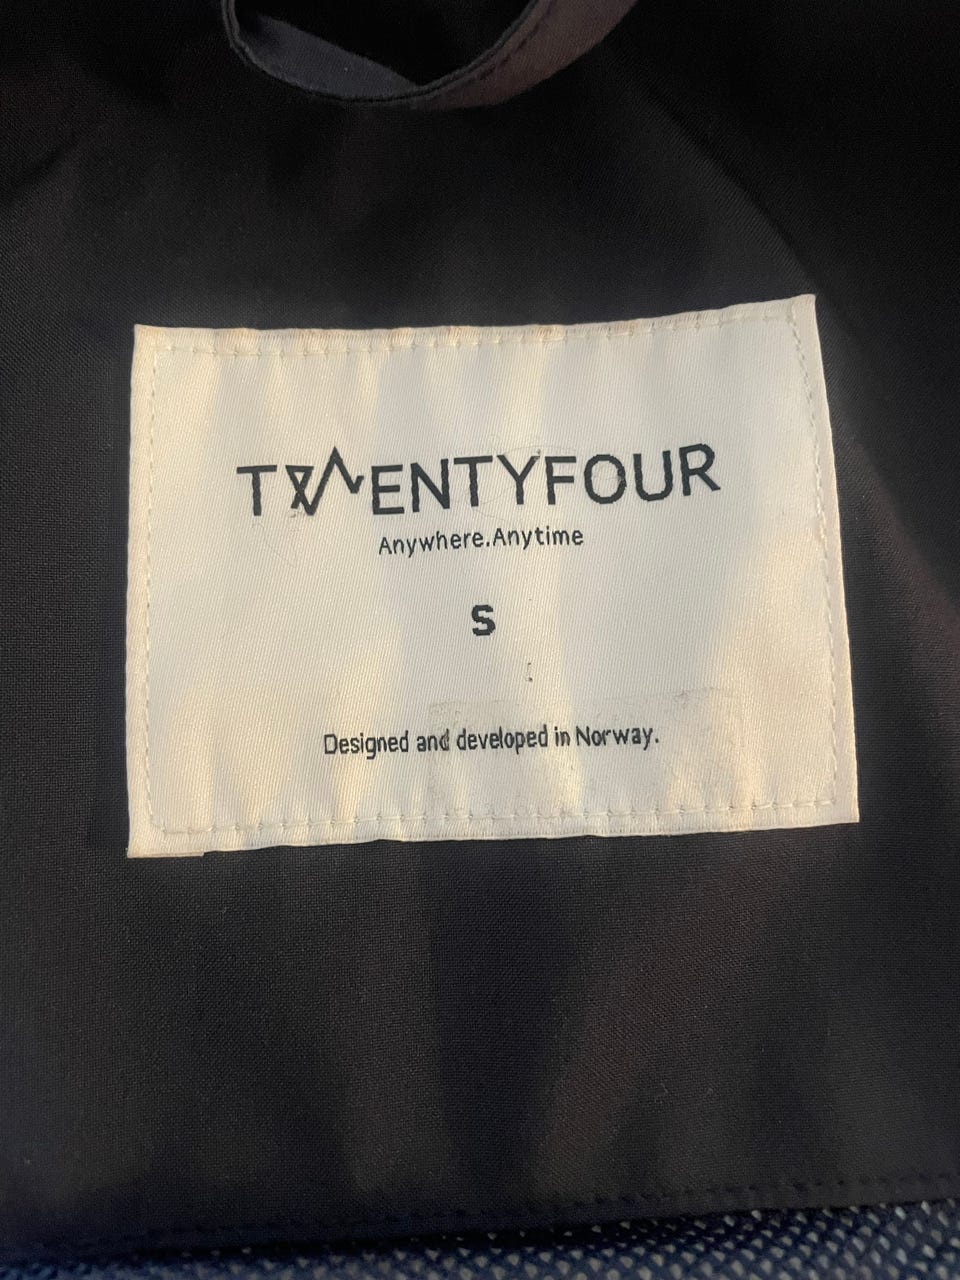 TWENTYFOUR
Anywhere.Anytime
S
Designed and developed in Norway.